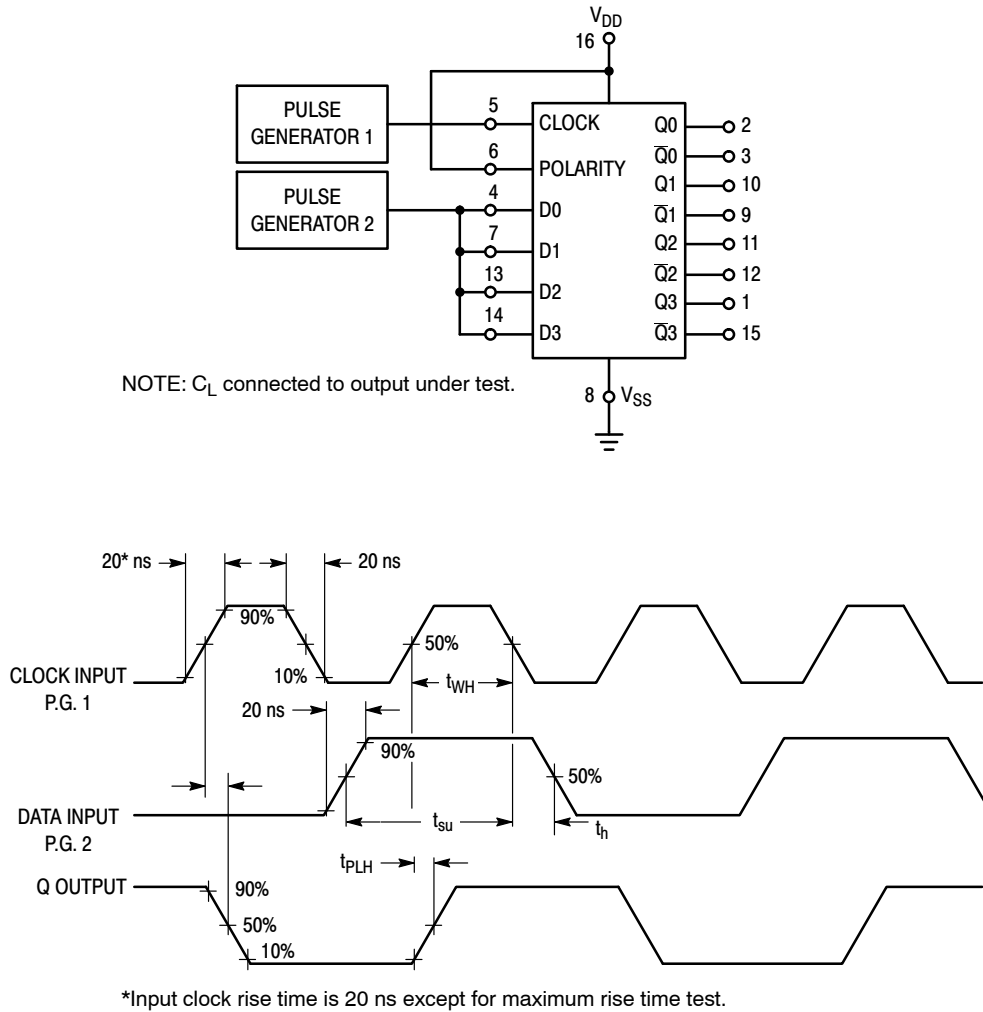 VDD
16
PULSE
GENERATOR 1
5
CLOCK
Q0
2
6
POLARITY
Q̅0
3
PULSE
GENERATOR 2
4
D0
Q1
10
7
D1
Q̅1
9
Q2
11
13
D2
Q̅2
12
14
D3
Q3
1
Q̅3
15
NOTE: CL connected to output under test.
8
VSS
20* ns
20 ns
90%
50%
10%
CLOCK INPUT
P.G. 1
tWH
20 ns
90%
50%
DATA INPUT
P.G. 2
tsu
th
tPLH
Q OUTPUT
90%
50%
10%
*Input clock rise time is 20 ns except for maximum rise time test.